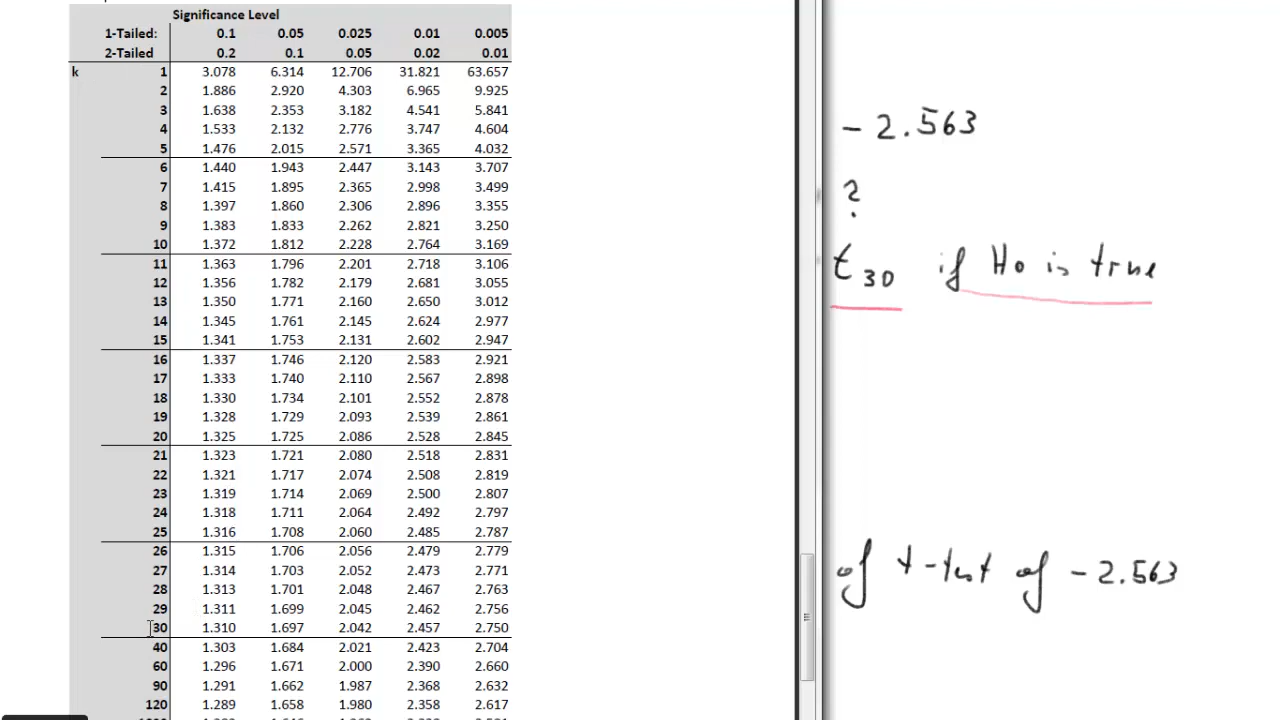 Significance Level
1-Tailed: 0.1 0.05 0.025 0.01 0.005
2-Tailed 0.2 0.1 0.05 0.02 0.01
k 1 3.078 6.314 12.706 31.821 63.657
2 1.886 2.920 4.303 6.965 9.925
3 1.638 2.353 3.182 4.541 5.841
4 1.533 2.132 2.776 3.747 4.604
5 1.476 2.015 2.571 3.365 4.032
6 1.440 1.943 2.447 3.143 3.707
7 1.415 1.895 2.365 2.998 3.499
8 1.397 1.860 2.306 2.896 3.355
9 1.383 1.833 2.262 2.821 3.250
10 1.372 1.812 2.228 2.764 3.169
11 1.363 1.796 2.201 2.718 3.106
12 1.356 1.782 2.179 2.681 3.055
13 1.350 1.771 2.160 2.650 3.012
14 1.345 1.761 2.145 2.624 2.977
15 1.341 1.753 2.131 2.602 2.947
16 1.337 1.746 2.120 2.583 2.921
17 1.333 1.740 2.110 2.567 2.898
18 1.330 1.734 2.101 2.552 2.878
19 1.328 1.729 2.093 2.539 2.861
20 1.325 1.725 2.086 2.528 2.845
21 1.323 1.721 2.080 2.518 2.831
22 1.321 1.717 2.074 2.508 2.819
23 1.319 1.714 2.069 2.500 2.807
24 1.318 1.711 2.064 2.492 2.797
25 1.316 1.708 2.060 2.485 2.787
26 1.315 1.706 2.056 2.479 2.779
27 1.314 1.703 2.052 2.473 2.771
28 1.313 1.701 2.048 2.467 2.763
29 1.311 1.699 2.045 2.462 2.756
30 1.310 1.697 2.042 2.457 2.750
40 1.303 1.684 2.021 2.423 2.704
60 1.296 1.671 2.000 2.390 2.660
90 1.291 1.662 1.987 2.368 2.632
120 1.289 1.658 1.980 2.358 2.617
- 2.563
?
t30 if Ho is true
of t-test of - 2.563